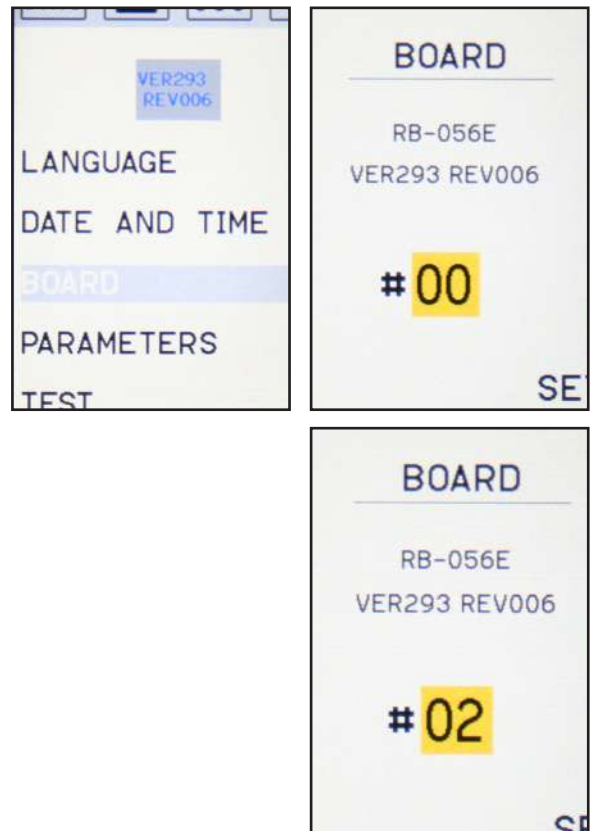 VER293
REV006
LANGUAGE
DATE AND TIME
BOARD
PARAMETERS
TEST
BOARD
RB-056E
VER293 REV006
#00
BOARD
RB-056E
VER293 REV006
#02